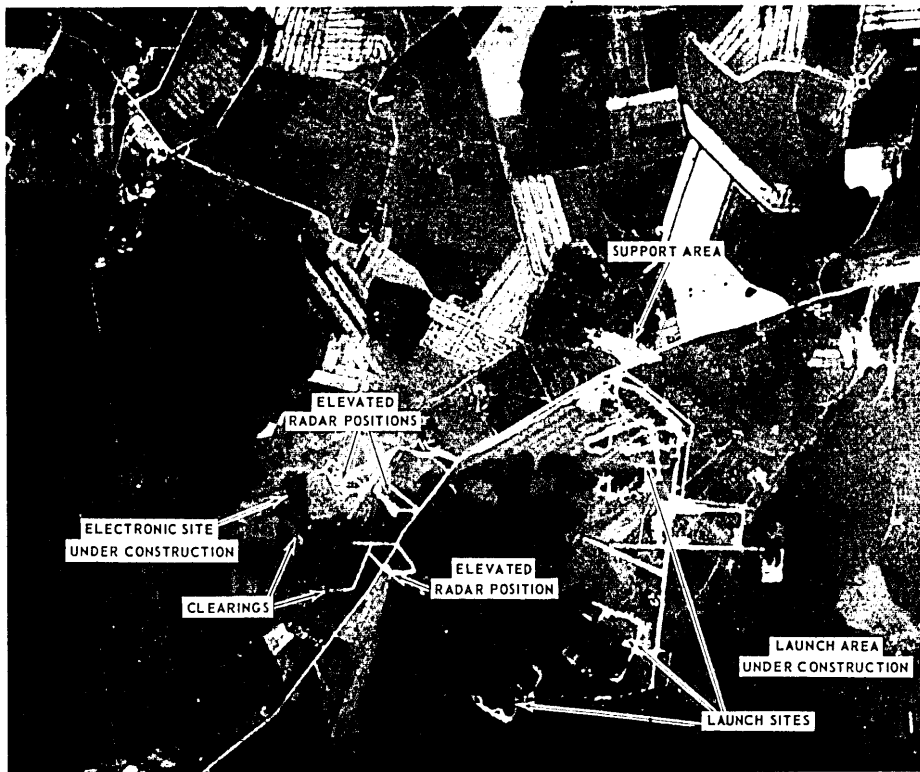 SUPPORT AREA
ELEVATED
RADAR POSITIONS
ELECTRONIC SITE
UNDER CONSTRUCTION
ELEVATED
RADAR POSITION
CLEARINGS
LAUNCH AREA
UNDER CONSTRUCTION
LAUNCH SITES